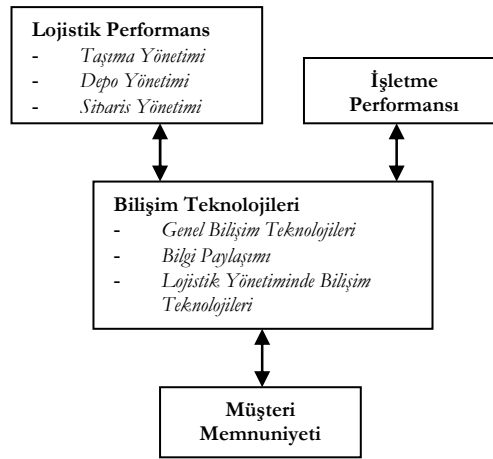 Lojistik Performans
- Taşıma Yönetimi
- Depo Yönetimi
- Sipariş Yönetimi
İşletme
Performansı
Bilişim Teknolojileri
- Genel Bilişim Teknolojileri
- Bilgi Paylaşımı
- Lojistik Yönetiminde Bilişim
Teknolojileri
Müşteri
Memnuniyeti